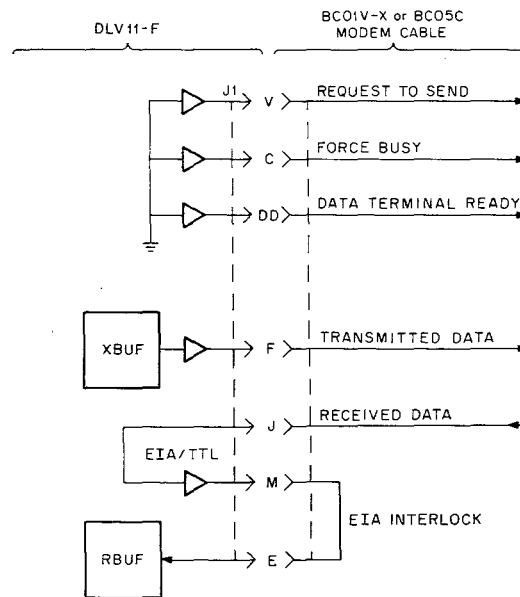 DLV11-F
BC01V-X or BC05C
MODEM CABLE
J1
V
REQUEST TO SEND
C
FORCE BUSY
DD
DATA TERMINAL READY
XBUF
F
TRANSMITTED DATA
J
RECEIVED DATA
EIA/TTL
M
EIA INTERLOCK
RBUF
E